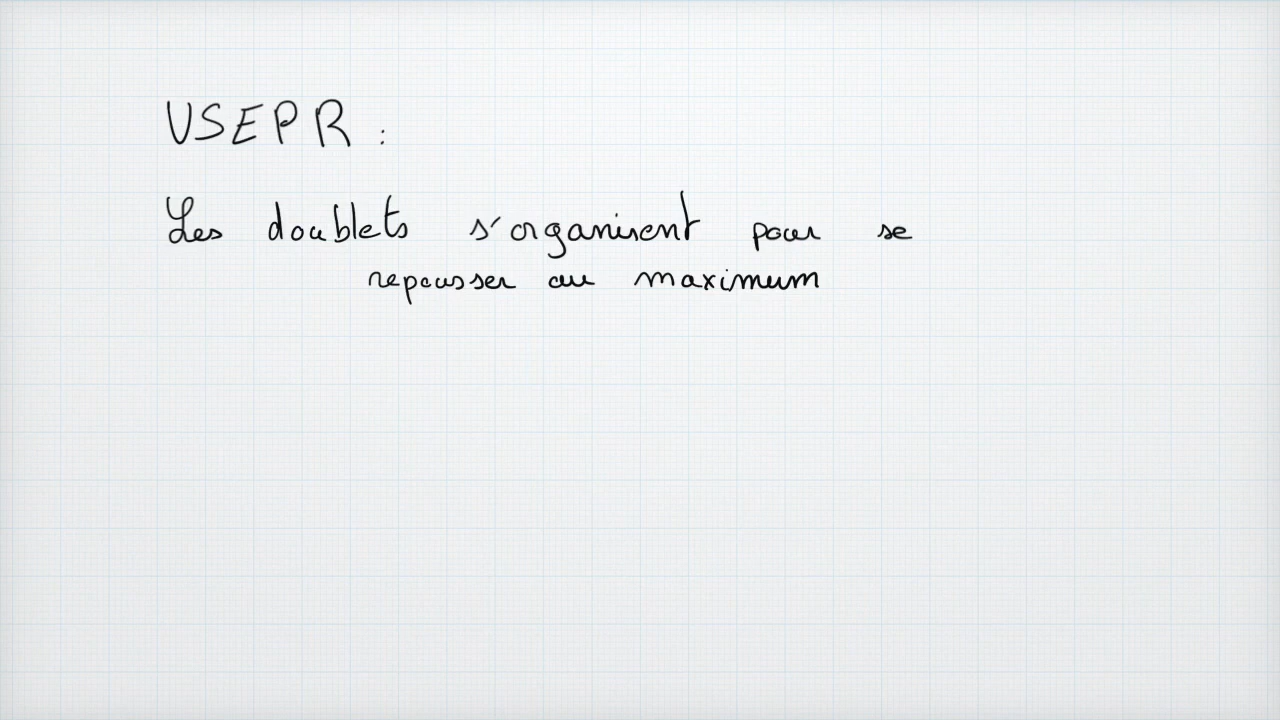 VSEPR :
Les doublets s'organisent pour se
repousser au maximum